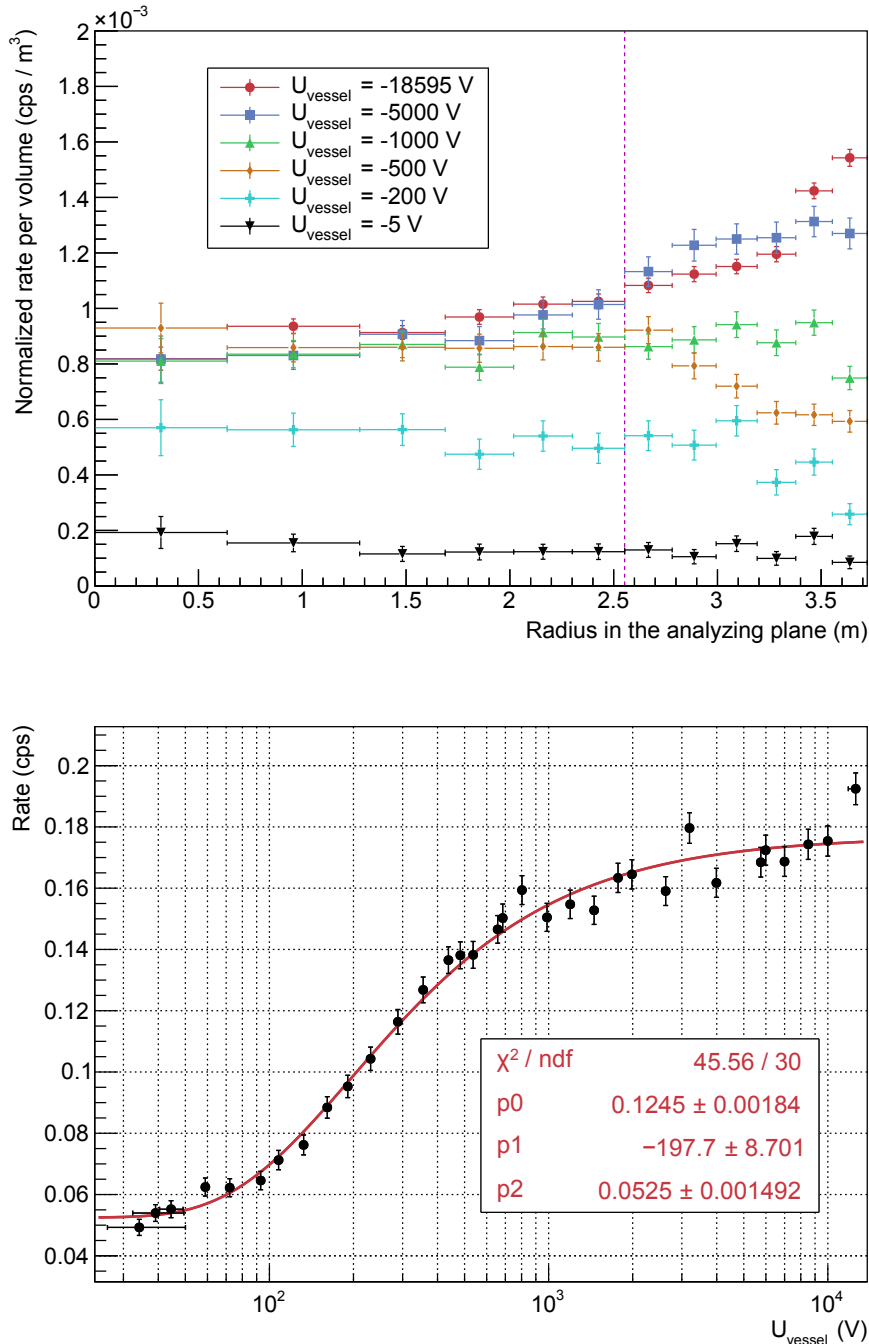 ×10⁻³
2
1.8
1.6
1.4
1.2
1
0.8
0.6
0.4
0.2
0
Normalized rate per volume (cps / m³)
U_vessel = -18595 V
U_vessel = -5000 V
U_vessel = -1000 V
U_vessel = -500 V
U_vessel = -200 V
U_vessel = -5 V
0 0.5 1 1.5 2 2.5 3 3.5
Radius in the analyzing plane (m)
Rate (cps)
0.2
0.18
0.16
0.14
0.12
0.1
0.08
0.06
0.04
χ² / ndf 45.56 / 30
p0 0.1245 ± 0.00184
p1 −197.7 ± 8.701
p2 0.0525 ± 0.001492
10² 10³ 10⁴
U_vessel (V)